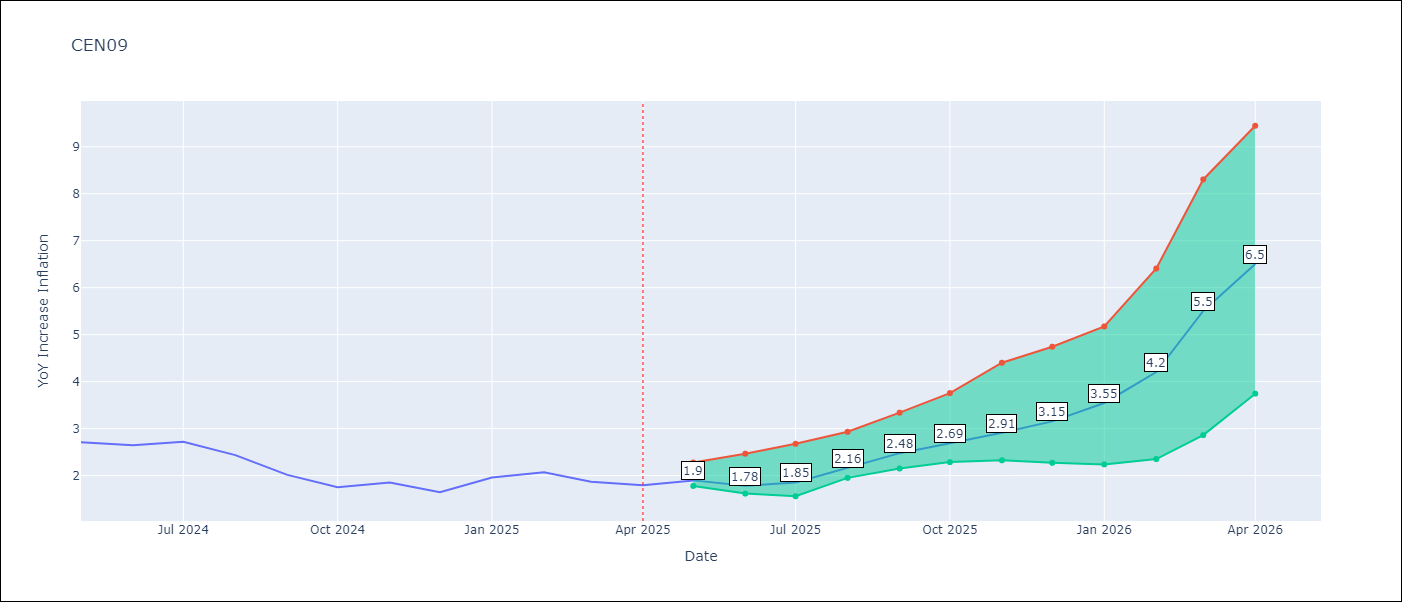 CEN09
YoY Increase Inflation
9
8
7
6
5
4
3
2
1.9
1.78
1.85
2.16
2.48
2.69
2.91
3.15
3.55
4.2
5.5
6.5
Jul 2024
Oct 2024
Jan 2025
Apr 2025
Jul 2025
Oct 2025
Jan 2026
Apr 2026
Date